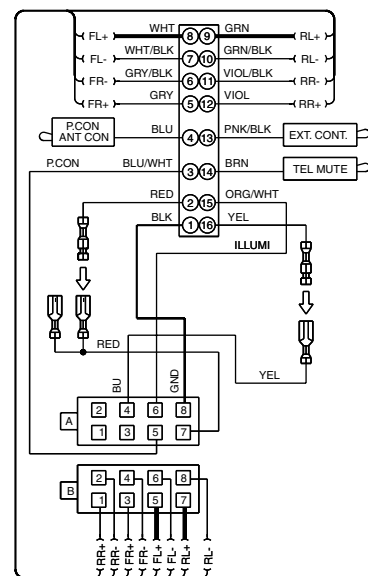 FL+ WHT 8 9 GRN RL+
FL- WHT/BLK 7 10 GRN/BLK RL-
FR- GRY/BLK 6 11 VIOL/BLK RR-
FR+ GRY 5 12 VIOL RR+
P.CON
ANT CON
BLU 4 13 PNK/BLK EXT. CONT.
P.CON BLU/WHT 3 14 BRN TEL MUTE
RED 2 15 ORG/WHT
BLK 1 16 YEL
ILLUMI
RED
BU
GND
YEL
A
2 4 6 8
1 3 5 7
B
2 4 6 8
1 3 5 7
RR+ RR- FR+ FR- FL+ FL- RL+ RL-